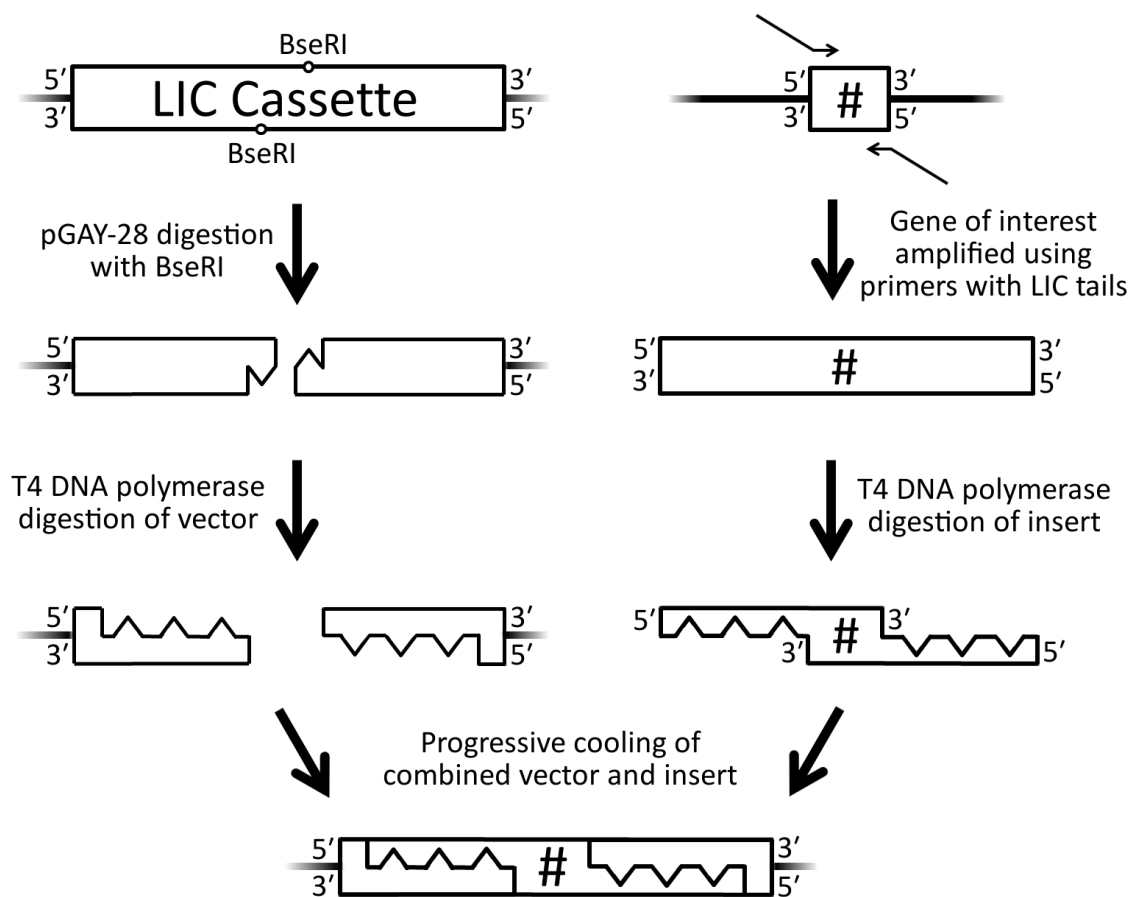 BseRI
5′ LIC Cassette 3′
3′ 5′
BseRI
5′ # 3′
3′ 5′
pGAY-28 digestion
with BseRI
Gene of interest
amplified using
primers with LIC tails
5′ 3′
3′ 5′
5′ # 3′
3′ 5′
T4 DNA polymerase
digestion of vector
T4 DNA polymerase
digestion of insert
5′ 3′
3′ 5′
5′ # 3′
3′ 5′
Progressive cooling of
combined vector and insert
5′ # 3′
3′ 5′